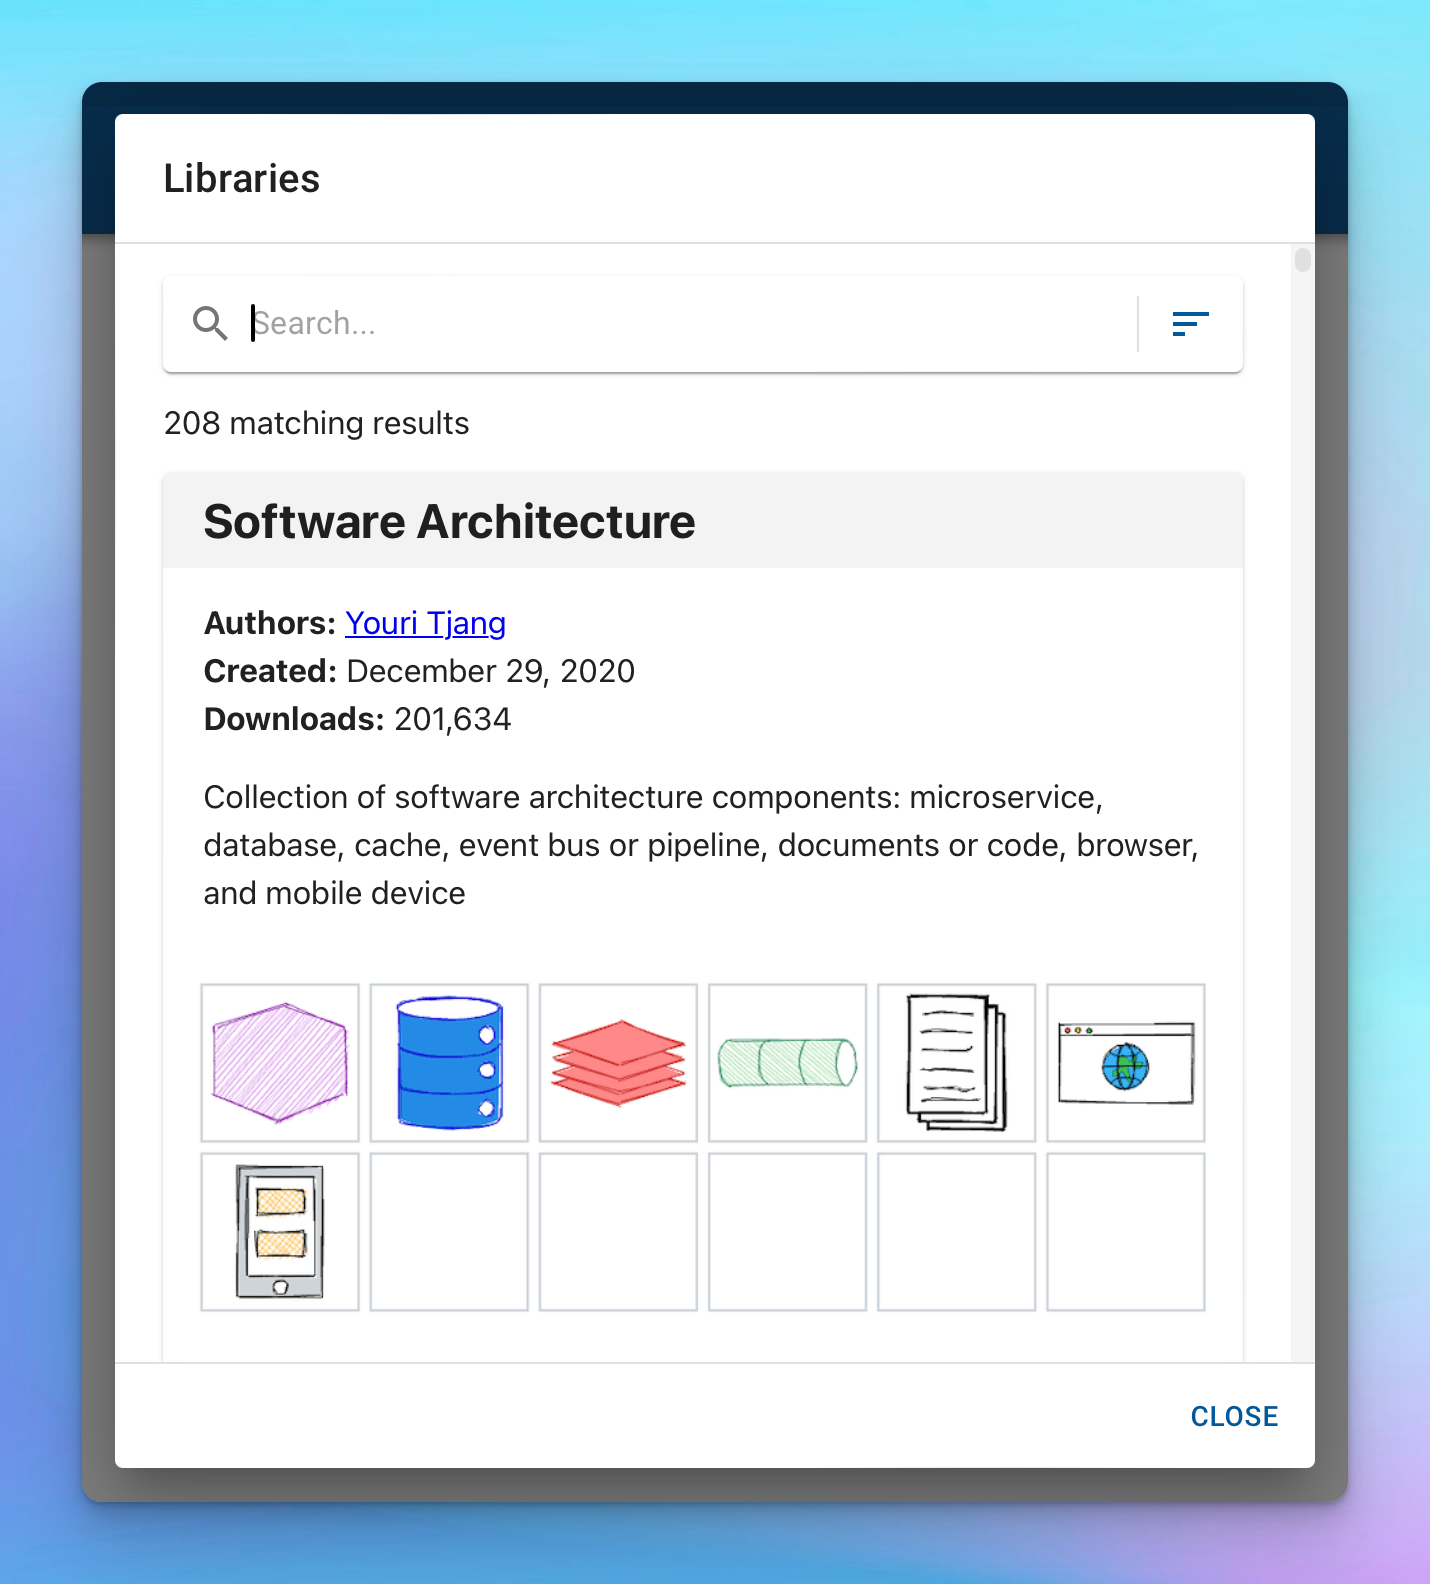 Libraries
Search...
208 matching results
Software Architecture
Authors: Youri Tjang
Created: December 29, 2020
Downloads: 201,634
Collection of software architecture components: microservice,
database, cache, event bus or pipeline, documents or code, browser,
and mobile device
CLOSE